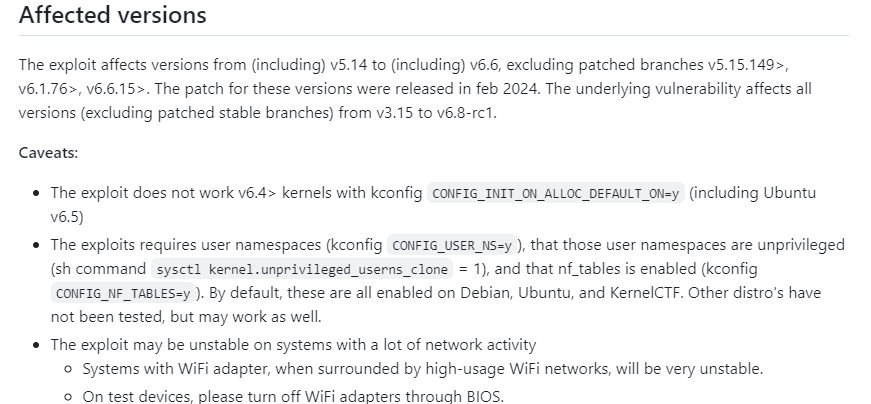 Affected versions
The exploit affects versions from (including) v5.14 to (including) v6.6, excluding patched branches v5.15.149>,
v6.1.76>, v6.6.15>. The patch for these versions were released in feb 2024. The underlying vulnerability affects all
versions (excluding patched stable branches) from v3.15 to v6.8-rc1.
Caveats:
• The exploit does not work v6.4> kernels with kconfig CONFIG_INIT_ON_ALLOC_DEFAULT_ON=y (including Ubuntu
v6.5)
• The exploits requires user namespaces (kconfig CONFIG_USER_NS=y ), that those user namespaces are unprivileged
(sh command sysctl kernel.unprivileged_userns_clone = 1), and that nf_tables is enabled (kconfig
CONFIG_NF_TABLES=y ). By default, these are all enabled on Debian, Ubuntu, and KernelCTF. Other distro's have
not been tested, but may work as well.
• The exploit may be unstable on systems with a lot of network activity
○ Systems with WiFi adapter, when surrounded by high-usage WiFi networks, will be very unstable.
○ On test devices, please turn off WiFi adapters through BIOS.